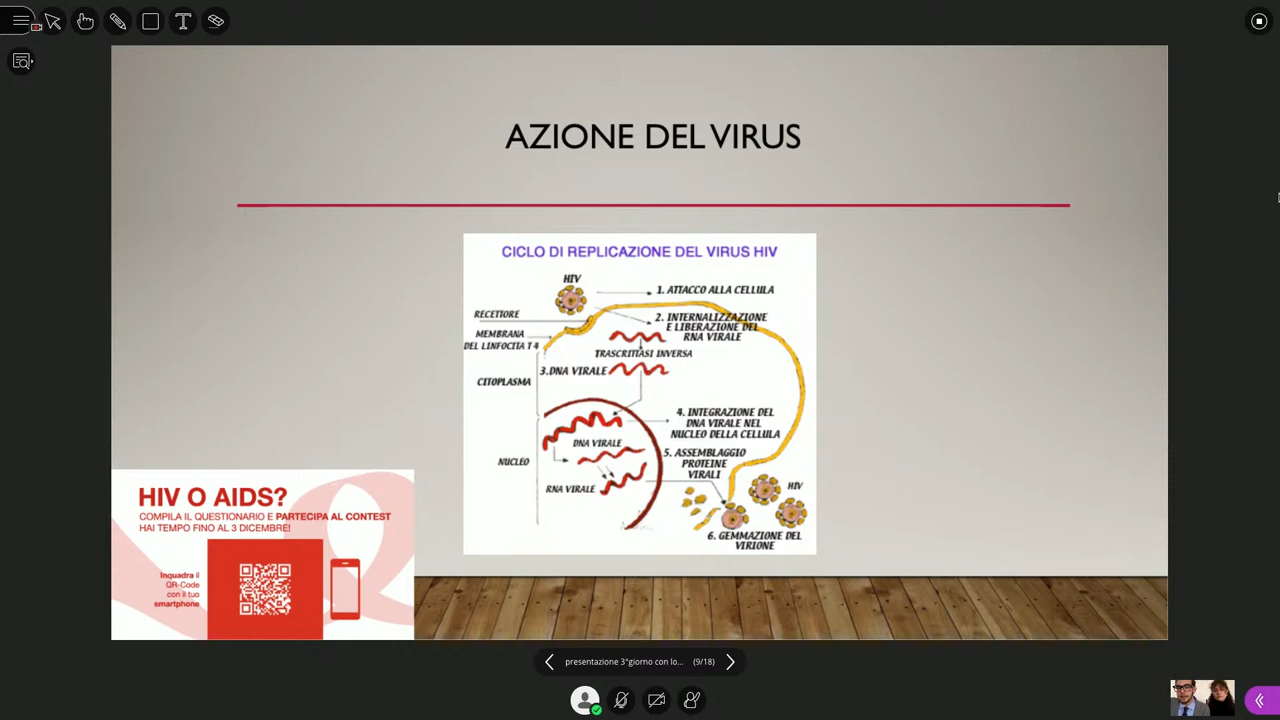 AZIONE DEL VIRUS
CICLO DI REPLICAZIONE DEL VIRUS HIV
HIV
1. ATTACCO ALLA CELLULA
RECETTORE
2. INTERNALIZZAZIONE
E LIBERAZIONE DEL
RNA VIRALE
MEMBRANA
DEL LINFOCITA T 4
TRASCRITTASI INVERSA
3.DNA VIRALE
CITOPLASMA
4. INTEGRAZIONE DEL
DNA VIRALE NEL
NUCLEO DELLA CELLULA
DNA VIRALE
NUCLEO
5. ASSEMBLAGGIO
PROTEINE
VIRALI
RNA VIRALE
HIV
6. GEMMAZIONE DEL
VIRIONE
HIV O AIDS?
COMPILA IL QUESTIONARIO E PARTECIPA AL CONTEST
HAI TEMPO FINO AL 3 DICEMBRE!
Inquadra il
QR-Code
con il tuo
smartphone
presentazione 3°giorno con lo... (9/18)